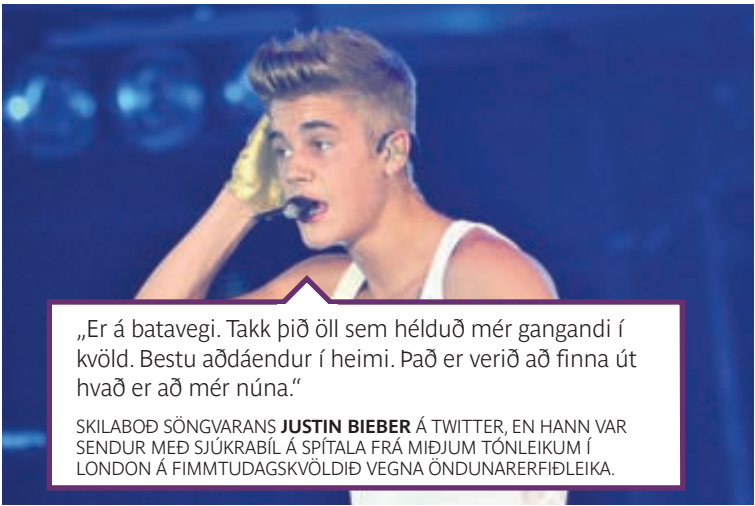 „Er á batavegi. Takk þið öll sem hélduð mér gangandi í
kvöld. Bestu aðdáendur í heimi. Það er verið að finna út
hvað er að mér núna.“
SKILABOÐ SÖNGVARANS JUSTIN BIEBER Á TWITTER, EN HANN VAR
SENDUR MEÐ SJÚKRABÍL Á SPÍTALA FRÁ MIÐJUM TÓNLEIKUM Í
LONDON Á FIMMTUDAGSKVÖLDIÐ VEGNA ÖNDUNARERFIÐLEIKA.